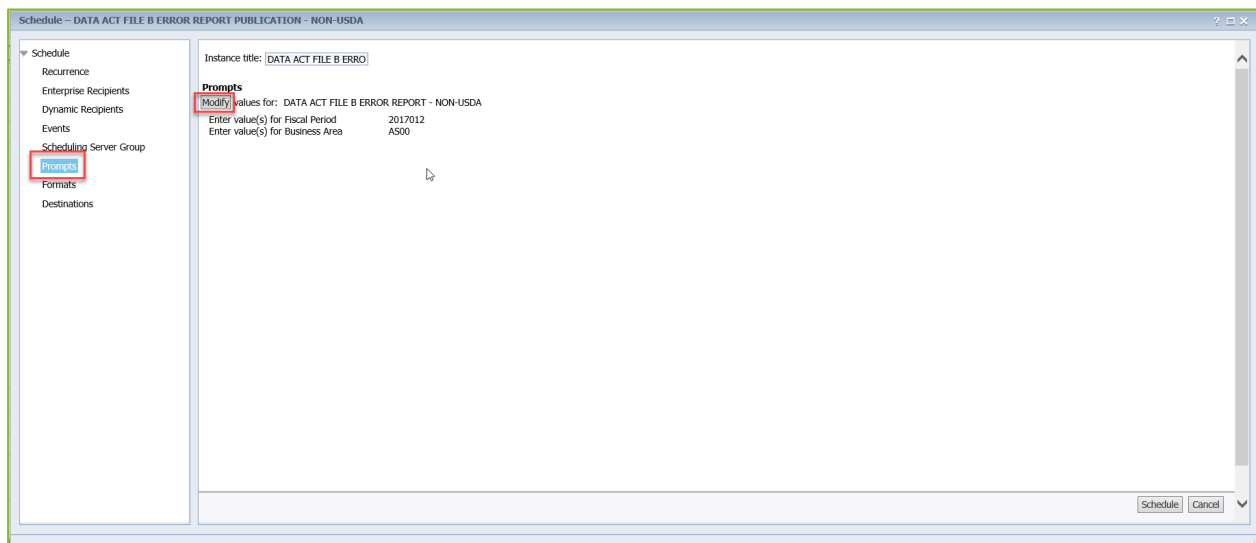 Schedule – DATA ACT FILE B ERROR REPORT PUBLICATION - NON-USDA
Schedule
Recurrence
Enterprise Recipients
Dynamic Recipients
Events
Scheduling Server Group
Prompts
Formats
Destinations
Instance title: DATA ACT FILE B ERRO
Prompts
Modify values for: DATA ACT FILE B ERROR REPORT - NON-USDA
Enter value(s) for Fiscal Period 2017012
Enter value(s) for Business Area AS00
Schedule Cancel